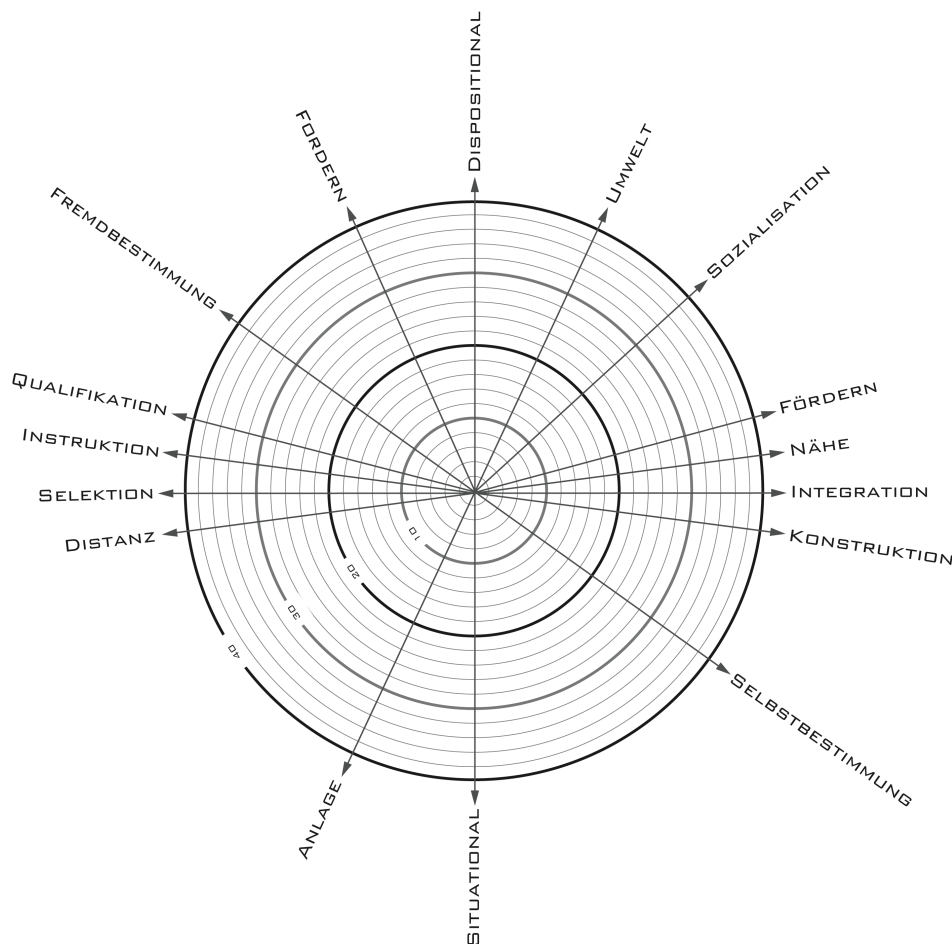 DISPOSITIONAL
UMWELT
SOZIALISATION
FÖRDERN
NÄHE
INTEGRATION
KONSTRUKTION
SELBSTBESTIMMUNG
SITUATIONAL
ANLAGE
DISTANZ
SELEKTION
INSTRUKTION
QUALIFIKATION
FREMDBESTIMMUNG
FORDERN
10
20
30
40